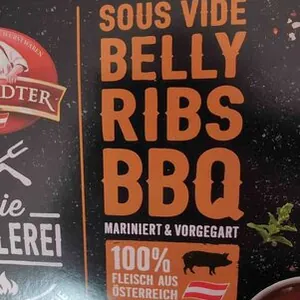 SOUS VIDE
BELLY
RIBS
BBQ
MARINIERT & VORGEGART
100%
FLEISCH AUS
ÖSTERREICH